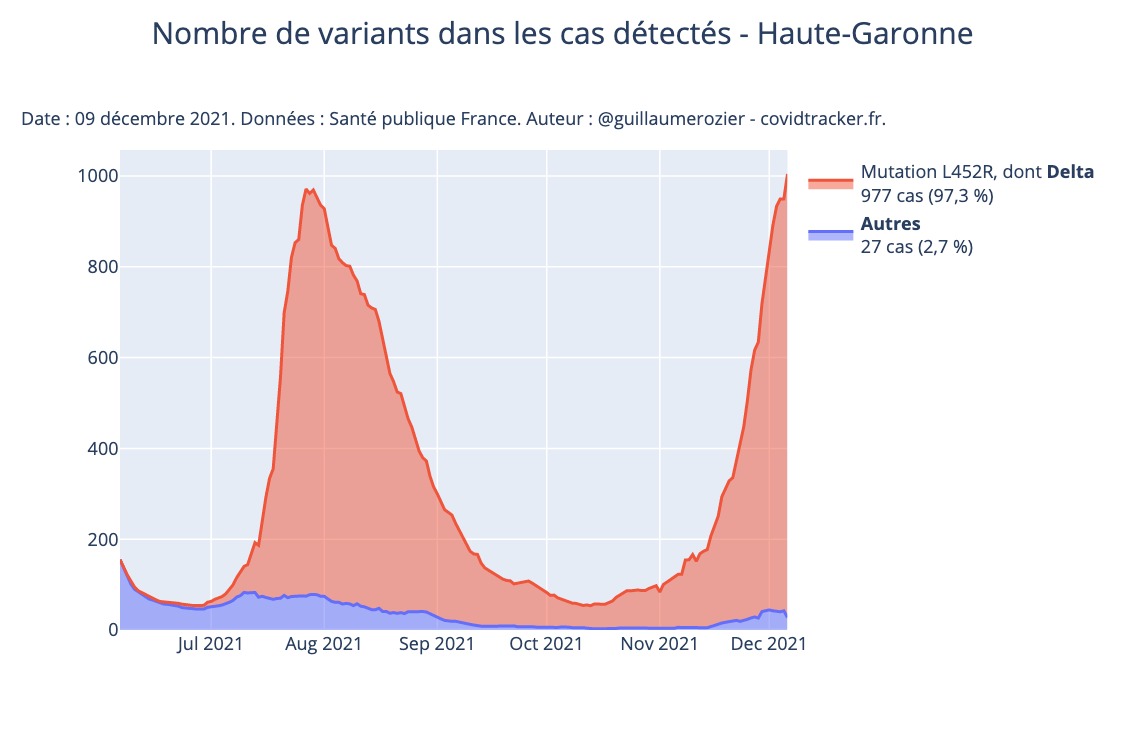 Nombre de variants dans les cas détectés - Haute-Garonne
Date : 09 décembre 2021. Données : Santé publique France. Auteur : @guillaumerozier - covidtracker.fr.
1000
800
600
400
200
0
Jul 2021 Aug 2021 Sep 2021 Oct 2021 Nov 2021 Dec 2021
Mutation L452R, dont Delta
977 cas (97,3 %)
Autres
27 cas (2,7 %)